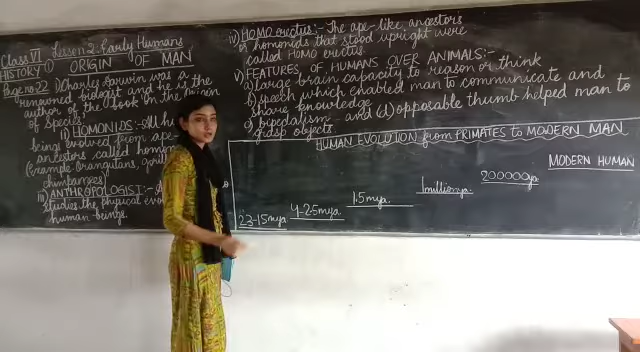 Class VI Lesson 2. Early Humans
HISTORY ① ORIGIN OF MAN
Page no 22 i) Charles Darwin was a
renowned biologist and he is the
author of the book On the Origin
of Species.
ii) HOMONIDS:- All hu
being evolved from ape
ancestors called homon
(Example Orangutans, gorill
chimpanzees)
iii) ANTHROPOLOGIST:-
studies the physical evo
human beings.
iv) HOMO erectus:- The ape-like ancestors
or homonids that stood upright were
called HOMO erectus.
v) FEATURES OF HUMANS OVER ANIMALS:-
a) large brain capacity to reason or think
b) speech which enabled man to communicate and
share knowledge
c) bipedalism - and (d) opposable thumb helped man to
grasp objects.
HUMAN EVOLUTION from PRIMATES to MODERN MAN
23-15mya
4-2.5mya
1.5mya
1million ya
200000ya
MODERN HUMAN